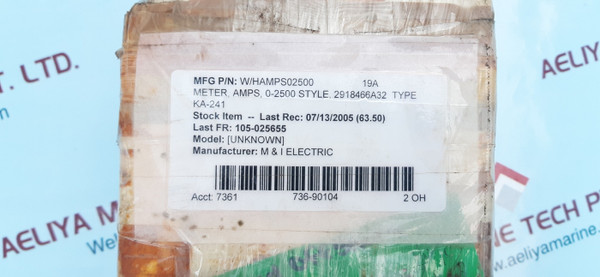 MFG P/N: W/HAMPS02500 19A
METER, AMPS, 0-2500 STYLE, 2918466A32 TYPE
KA-241
Stock Item -- Last Rec: 07/13/2005 (63.50)
Last FR: 105-025655
Model: [UNKNOWN]
Manufacturer: M & I ELECTRIC
Acct: 7361 736-90104 2 OH
T. LTD.
AELIYA
AELIYA MA
We
www.ael
NE TECH P
.aeliyamarine.c